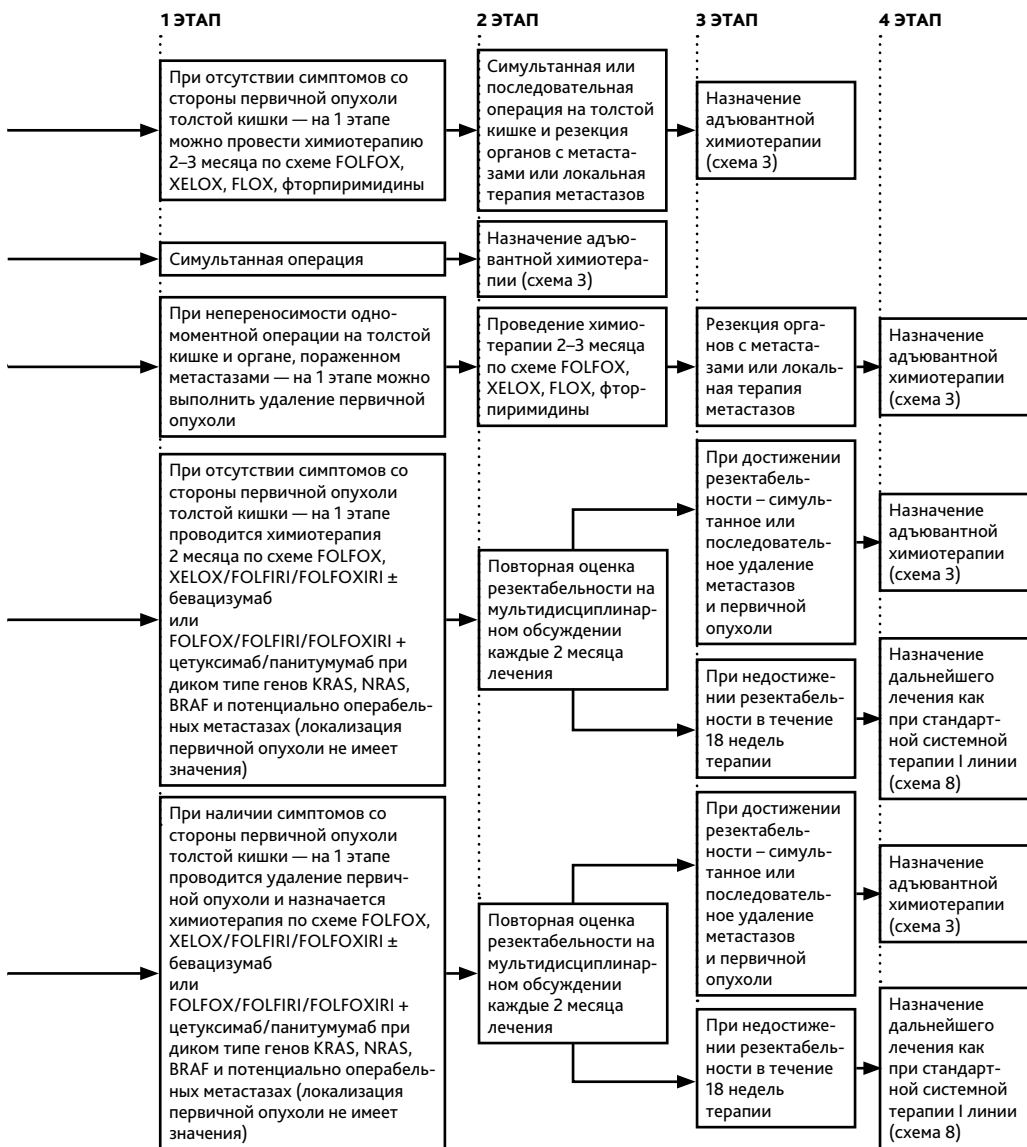 1 ЭТАП
2 ЭТАП
3 ЭТАП
4 ЭТАП
При отсутствии симптомов со
стороны первичной опухоли
толстой кишки — на 1 этапе
можно провести химиотерапию
2–3 месяца по схеме FOLFOX,
XELOX, FLOX, фторпиримидины
Симультанная или
последовательная
операция на толстой
кишке и резекция
органов с метаста-
зами или локальная
терапия метастазов
Назначение
адъювантной
химиотерапии
(схема 3)
Симультанная операция
Назначение адъю-
вантной химиотера-
пии (схема 3)
При непереносимости одно-
моментной операции на толстой
кишке и органе, пораженном
метастазами — на 1 этапе можно
выполнить удаление первичной
опухоли
Проведение химио-
терапии 2–3 месяца
по схеме FOLFOX,
XELOX, FLOX, фтор-
пиримидины
Резекция орга-
нов с метаста-
зами или локаль-
ная терапия
метастазов
Назначение
адъювантной
химиотерапии
(схема 3)
При отсутствии симптомов со
стороны первичной опухоли
толстой кишки — на 1 этапе
проводится химиотерапия
2 месяца по схеме FOLFOX,
XELOX/FOLFIRI/FOLFOXIRI ±
бевацизумаб
или
FOLFOX/FOLFIRI/FOLFOXIRI +
цетуксимаб/панитумумаб при
диком типе генов KRAS, NRAS,
BRAF и потенциально операбель-
ных метастазах (локализация
первичной опухоли не имеет
значения)
Повторная оценка
резектабельности на
мультидисциплинар-
ном обсуждении
каждые 2 месяца
лечения
При достижении
резектабель-
ности – симуль-
танное или
последователь-
ное удаление
метастазов
и первичной
опухоли
Назначение
адъювантной
химиотерапии
(схема 3)
При недостиже-
нии резектабель-
ности в течение
18 недель
терапии
Назначение
дальнейшего
лечения как
при стандарт-
ной системной
терапии I линии
(схема 8)
При наличии симптомов со
стороны первичной опухоли
толстой кишки — на 1 этапе
проводится удаление первич-
ной опухоли и назначается
химиотерапия по схеме FOLFOX,
XELOX/FOLFIRI/FOLFOXIRI ±
бевацизумаб
или
FOLFOX/FOLFIRI/FOLFOXIRI +
цетуксимаб/панитумумаб при
диком типе генов KRAS, NRAS,
BRAF и потенциально операбель-
ных метастазах (локализация
первичной опухоли не имеет
значения)
Повторная оценка
резектабельности на
мультидисциплинар-
ном обсуждении
каждые 2 месяца
лечения
При достижении
резектабель-
ности – симуль-
танное или
последователь-
ное удаление
метастазов
и первичной
опухоли
Назначение
адъювантной
химиотерапии
(схема 3)
При недостиже-
нии резектабель-
ности в течение
18 недель
терапии
Назначение
дальнейшего
лечения как
при стандарт-
ной системной
терапии I линии
(схема 8)